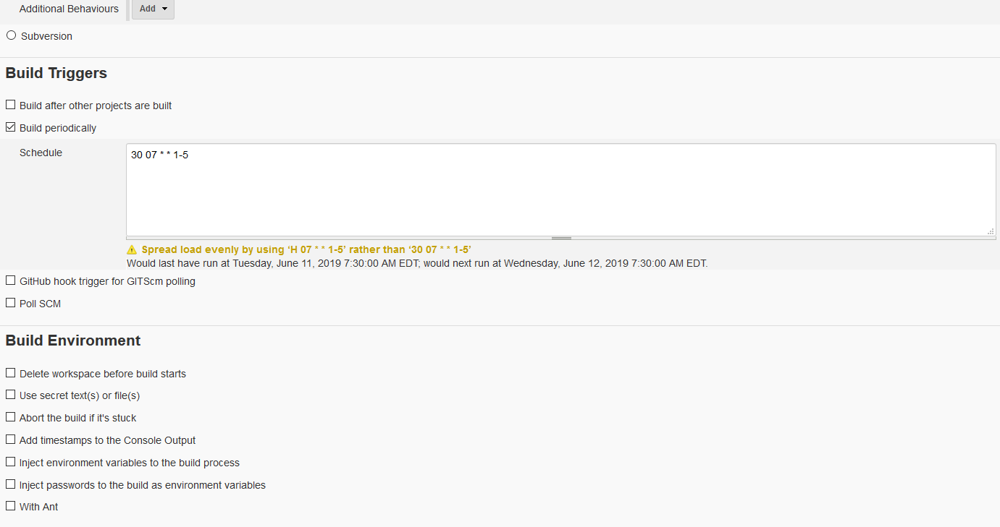 Additional Behaviours Add
Subversion
Build Triggers
Build after other projects are built
Build periodically
Schedule 30 07 * * 1-5
Spread load evenly by using ‘H 07 * * 1-5’ rather than ‘30 07 * * 1-5’
Would last have run at Tuesday, June 11, 2019 7:30:00 AM EDT; would next run at Wednesday, June 12, 2019 7:30:00 AM EDT.
GitHub hook trigger for GITScm polling
Poll SCM
Build Environment
Delete workspace before build starts
Use secret text(s) or file(s)
Abort the build if it's stuck
Add timestamps to the Console Output
Inject environment variables to the build process
Inject passwords to the build as environment variables
With Ant